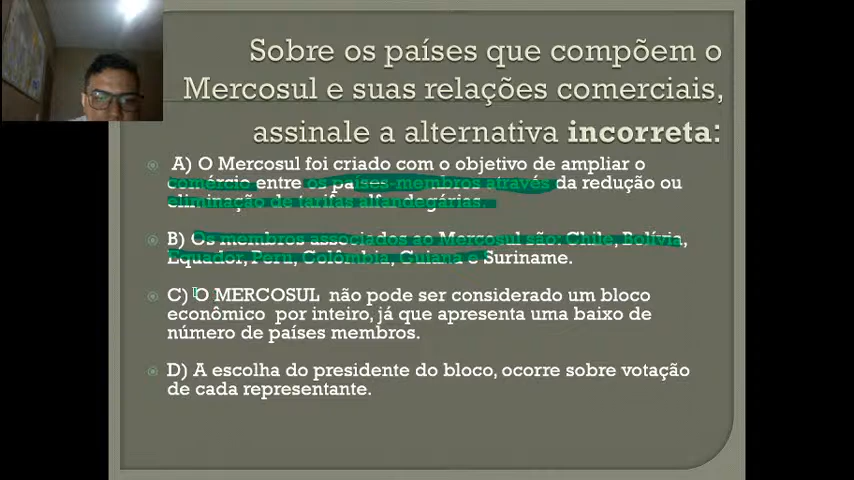 Sobre os países que compõem o
Mercosul e suas relações comerciais,
assinale a alternativa incorreta:
A) O Mercosul foi criado com o objetivo de ampliar o
comércio entre os países-membros através da redução ou
eliminação de tarifas alfandegárias.
B) Os membros associados ao Mercosul são: Chile, Bolívia,
Equador, Peru, Colômbia, Guiana e Suriname.
C) O MERCOSUL não pode ser considerado um bloco
econômico por inteiro, já que apresenta uma baixo de
número de países membros.
D) A escolha do presidente do bloco, ocorre sobre votação
de cada representante.